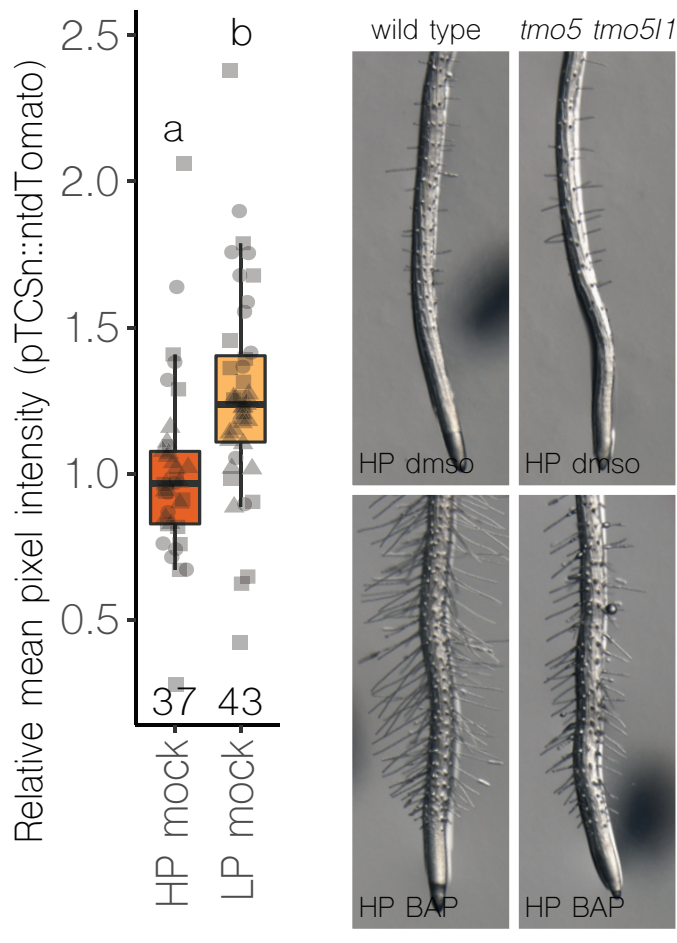 Relative mean pixel intensity (pTCSn::ntdTomato)
2.5
2.0
1.5
1.0
0.5
a
b
37
43
HP mock
LP mock
wild type
tmo5 tmo5l1
HP dmso
HP dmso
HP BAP
HP BAP